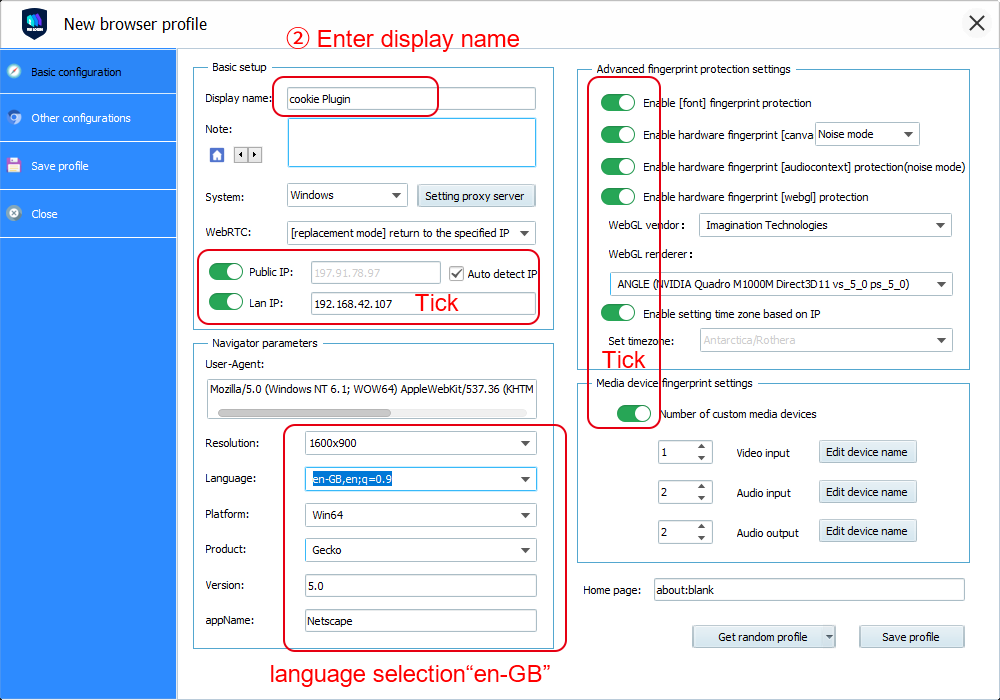 New browser profile
② Enter display name
Basic configuration
Other configurations
Save profile
Close
Basic setup
Display name:
cookie Plugin
Note:
System:
Windows
Setting proxy server
WebRTC:
[replacement mode] return to the specified IP
Public IP:
197.91.78.97
Auto detect IP
Lan IP:
192.168.42.107
Tick
Navigator parameters
User-Agent:
Mozilla/5.0 (Windows NT 6.1; WOW64) AppleWebKit/537.36 (KHTM
Resolution:
1600x900
Language:
en-GB,en;q=0.9
Platform:
Win64
Product:
Gecko
Version:
5.0
appName:
Netscape
language selection“en-GB”
Advanced fingerprint protection settings
Enable [font] fingerprint protection
Enable hardware fingerprint [canva
Noise mode
Enable hardware fingerprint [audiocontext] protection(noise mode)
Enable hardware fingerprint [webgl] protection
WebGL vendor:
Imagination Technologies
WebGL renderer:
ANGLE (NVIDIA Quadro M1000M Direct3D11 vs_5_0 ps_5_0)
Enable setting time zone based on IP
Set timezone:
Antarctica/Rothera
Tick
Media device fingerprint settings
Number of custom media devices
1
Video input
Edit device name
2
Audio input
Edit device name
2
Audio output
Edit device name
Home page:
about:blank
Get random profile
Save profile